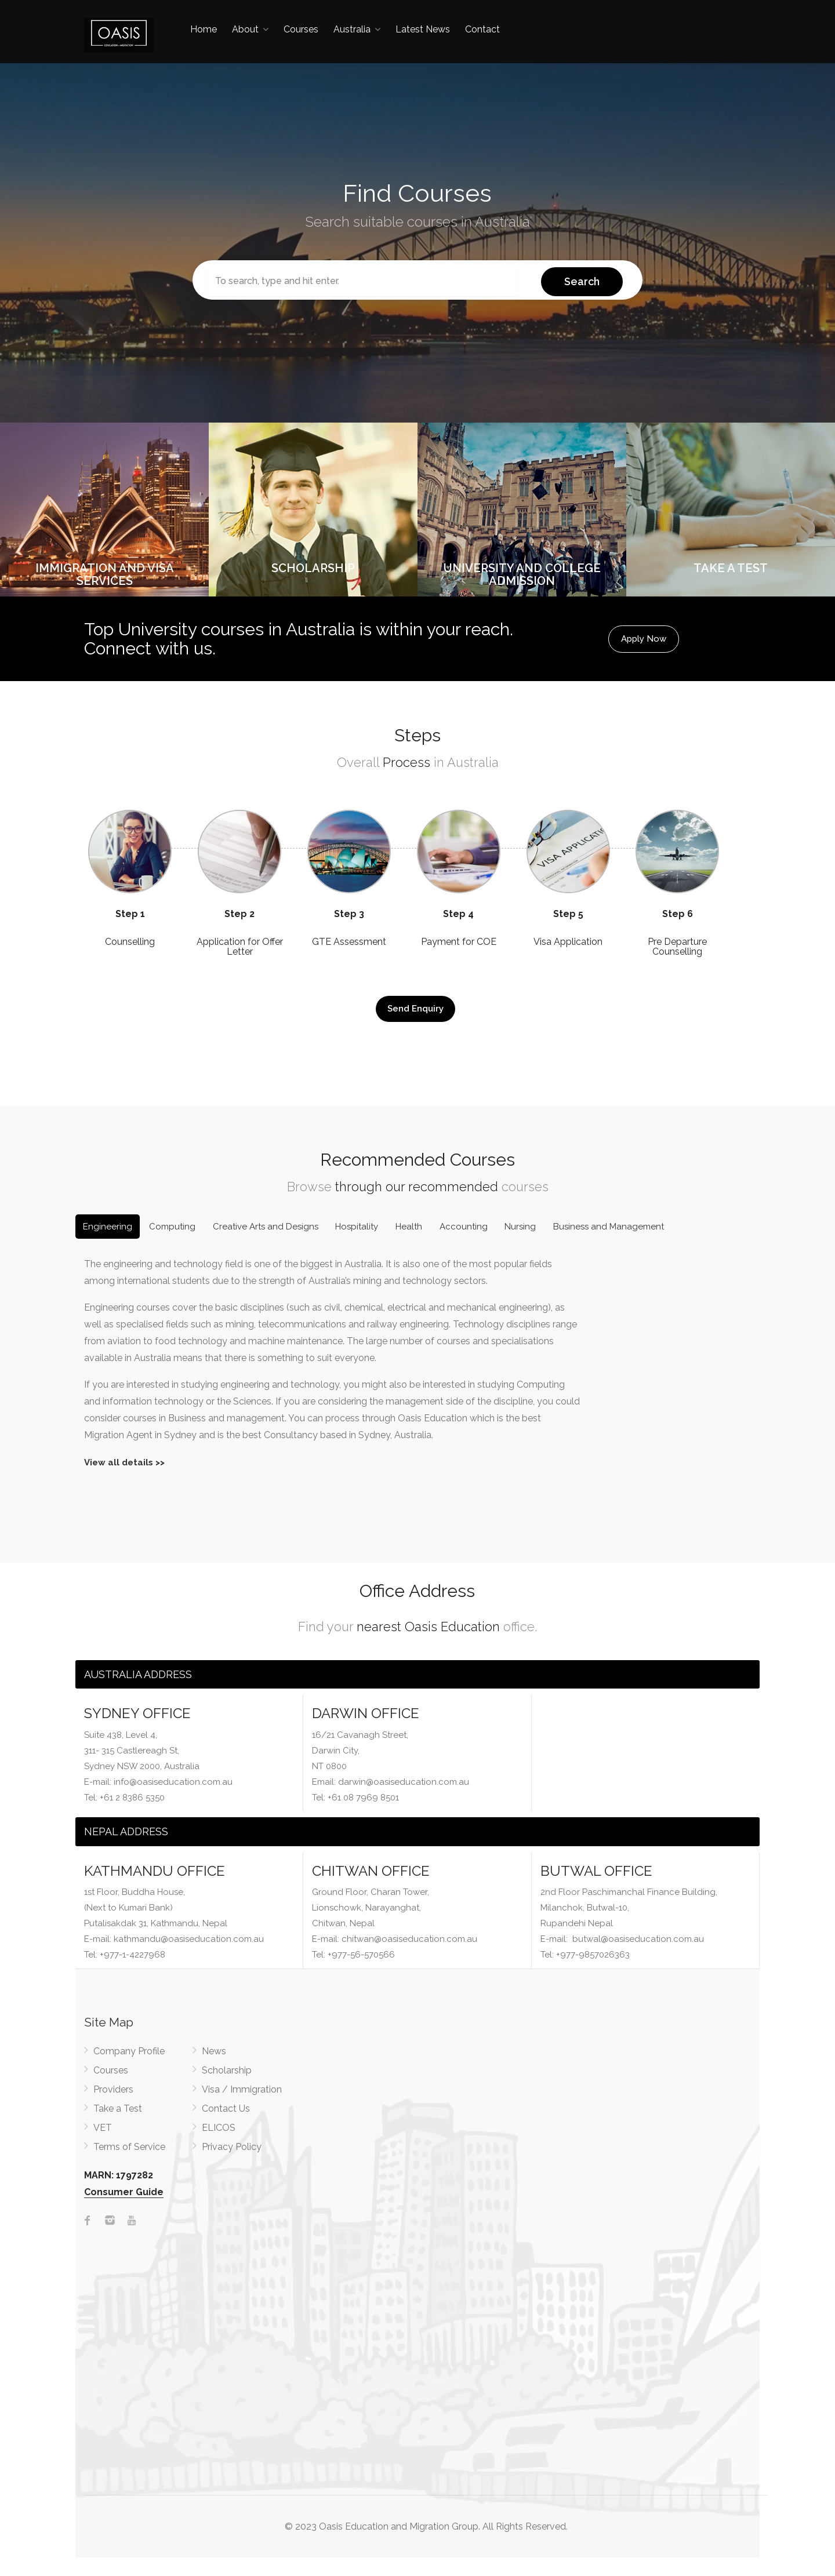 OASIS
Home About Courses Australia Latest News Contact
Find Courses
Search suitable courses in Australia
To search, type and hit enter. Search
IMMIGRATION AND VISA
SERVICES
SCHOLARSHIP
UNIVERSITY AND COLLEGE
ADMISSION
TAKE A TEST
Top University courses in Australia is within your reach.
Connect with us.
Apply Now
Steps
Overall Process in Australia
VISA APPLICATION
Step 1
Counselling
Step 2
Application for Offer
Letter
Step 3
GTE Assessment
Step 4
Payment for COE
Step 5
Visa Application
Step 6
Pre Departure
Counselling
Send Enquiry
Recommended Courses
Browse through our recommended courses
Engineering Computing Creative Arts and Designs Hospitality Health Accounting Nursing Business and Management
The engineering and technology field is one of the biggest in Australia. It is also one of the most popular fields
among international students due to the strength of Australia's mining and technology sectors.
Engineering courses cover the basic disciplines (such as civil, chemical, electrical and mechanical engineering), as
well as specialised fields such as mining, telecommunications and railway engineering. Technology disciplines range
from aviation to food technology and machine maintenance. The large number of courses and specialisations
available in Australia means that there is something to suit everyone.
If you are interested in studying engineering and technology, you might also be interested in studying Computing
and information technology or the Sciences. If you are considering the management side of the discipline, you could
consider courses in Business and management. You can process through Oasis Education which is the best
Migration Agent in Sydney and is the best Consultancy based in Sydney, Australia.
View all details >>
Office Address
Find your nearest Oasis Education office.
AUSTRALIA ADDRESS
SYDNEY OFFICE
Suite 438, Level 4,
311- 315 Castlereagh St,
Sydney NSW 2000, Australia
E-mail: info@oasiseducation.com.au
Tel: +61 2 8386 5350
DARWIN OFFICE
16/21 Cavanagh Street,
Darwin City,
NT 0800
Email: darwin@oasiseducation.com.au
Tel: +61 08 7969 8501
NEPAL ADDRESS
KATHMANDU OFFICE
1st Floor, Buddha House,
(Next to Kumari Bank)
Putalisakdak 31, Kathmandu, Nepal
E-mail: kathmandu@oasiseducation.com.au
Tel: +977-1-4227968
CHITWAN OFFICE
Ground Floor, Charan Tower,
Lionschowk, Narayanghat,
Chitwan, Nepal
E-mail: chitwan@oasiseducation.com.au
Tel: +977-56-570566
BUTWAL OFFICE
2nd Floor Paschimanchal Finance Building,
Milanchok, Butwal-10,
Rupandehi Nepal
E-mail: butwal@oasiseducation.com.au
Tel: +977-9857026363
Site Map
Company Profile
Courses
Providers
Take a Test
VET
Terms of Service
News
Scholarship
Visa / Immigration
Contact Us
ELICOS
Privacy Policy
MARN: 1797282
Consumer Guide
© 2023 Oasis Education and Migration Group. All Rights Reserved.